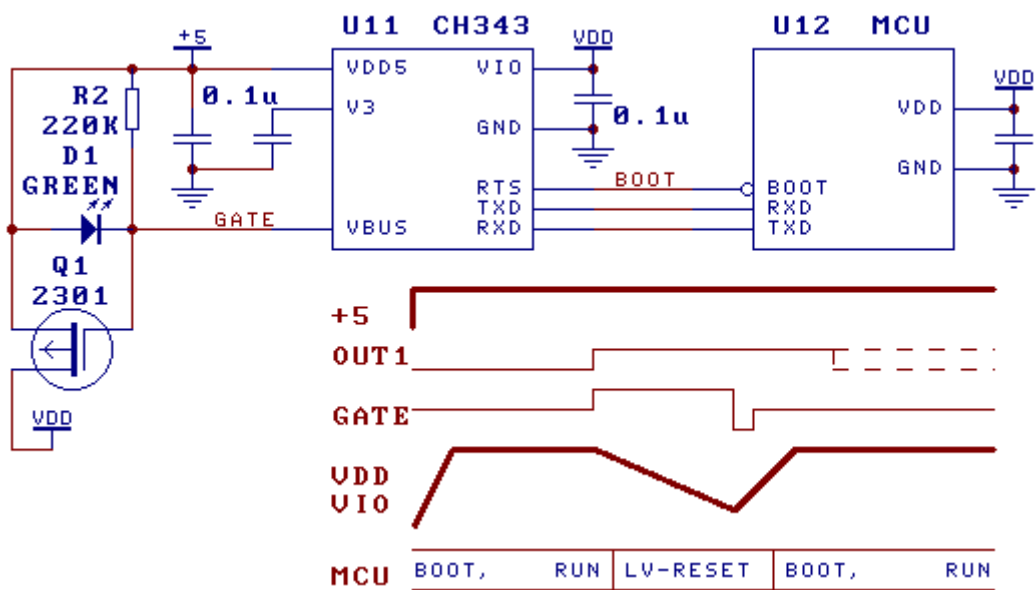 U11 CH343
U12 MCU
+5
VDD
VDD
VDD5
V3
VBUS
VIO
GND
RTS
TXD
RXD
VDD
GND
BOOT
RXD
TXD
R2
220K
0.1u
0.1u
D1
GREEN
GATE
BOOT
Q1
2301
VDD
+5
OUT1
GATE
VDD
VIO
MCU
BOOT, RUN
LV-RESET
BOOT, RUN